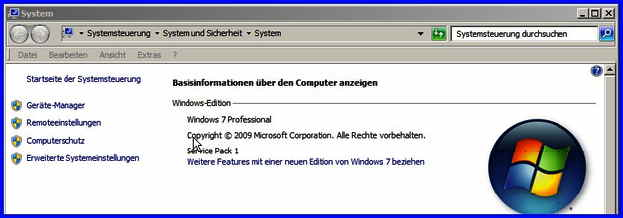 System
Systemsteuerung System und Sicherheit System
Systemsteuerung durchsuchen
Datei Bearbeiten Ansicht Extras ?
Startseite der Systemsteuerung
Geräte-Manager
Remoteeinstellungen
Computerschutz
Erweiterte Systemeinstellungen
Basisinformationen über den Computer anzeigen
Windows-Edition
Windows 7 Professional
Copyright © 2009 Microsoft Corporation. Alle Rechte vorbehalten.
Service Pack 1
Weitere Features mit einer neuen Edition von Windows 7 beziehen